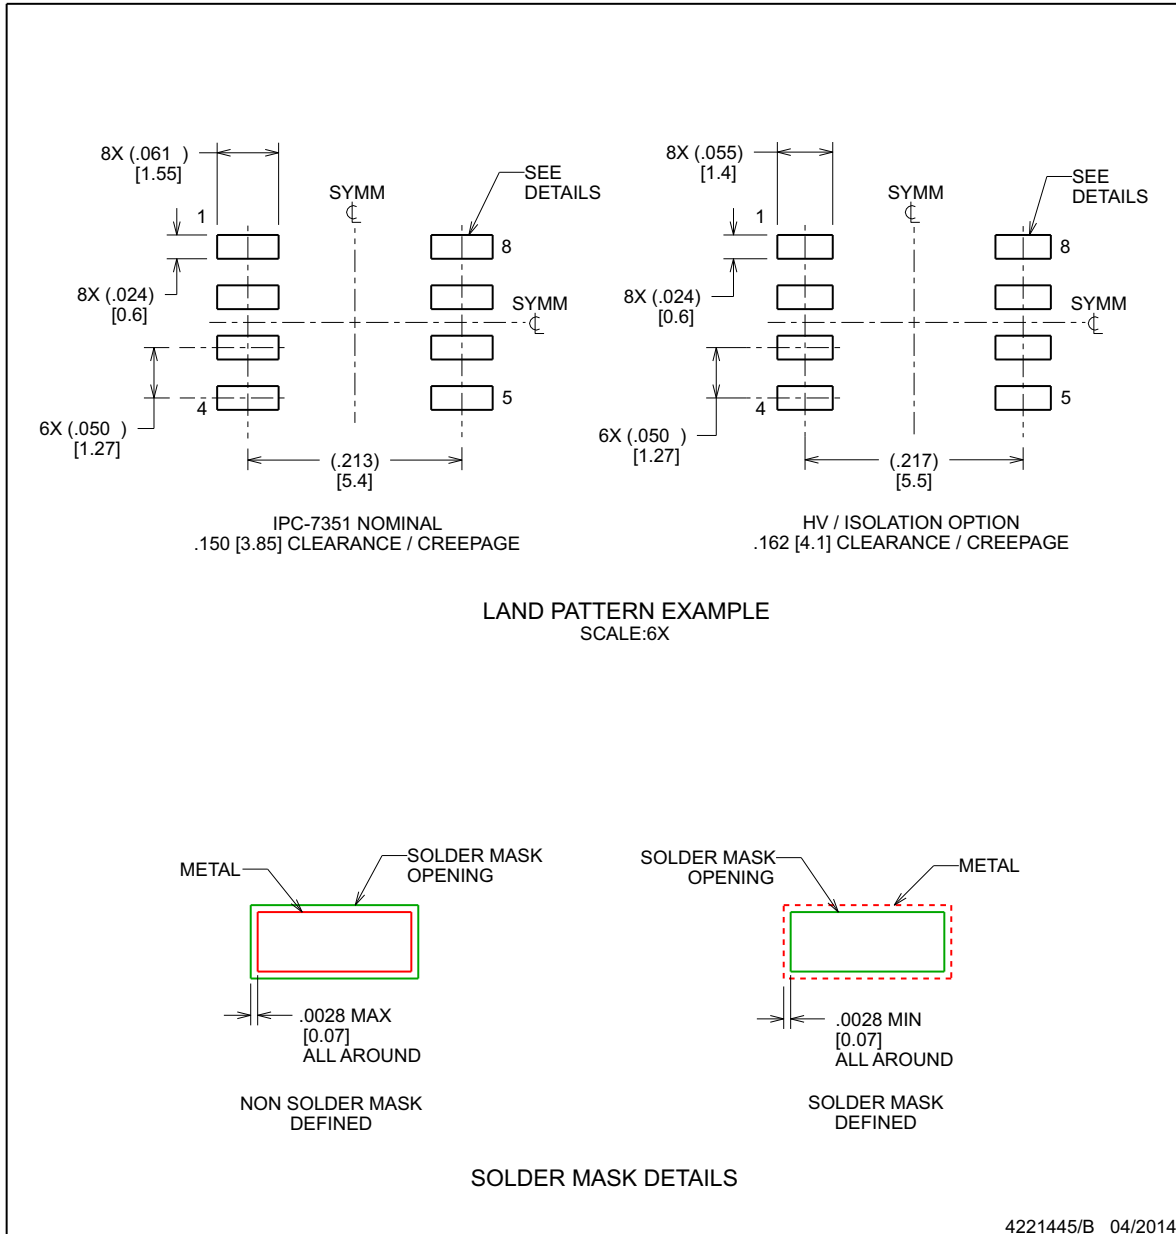 8X (.061 )
[1.55]
SYMM
SEE
DETAILS
1
8
8X (.024)
[0.6]
SYMM
4
5
6X (.050 )
[1.27]
(.213)
[5.4]
IPC-7351 NOMINAL
.150 [3.85] CLEARANCE / CREEPAGE
8X (.055)
[1.4]
SYMM
SEE
DETAILS
1
8
8X (.024)
[0.6]
SYMM
4
5
6X (.050 )
[1.27]
(.217)
[5.5]
HV / ISOLATION OPTION
.162 [4.1] CLEARANCE / CREEPAGE
LAND PATTERN EXAMPLE
SCALE:6X
METAL
SOLDER MASK
OPENING
.0028 MAX
[0.07]
ALL AROUND
NON SOLDER MASK
DEFINED
SOLDER MASK
OPENING
METAL
.0028 MIN
[0.07]
ALL AROUND
SOLDER MASK
DEFINED
SOLDER MASK DETAILS
4221445/B 04/2014